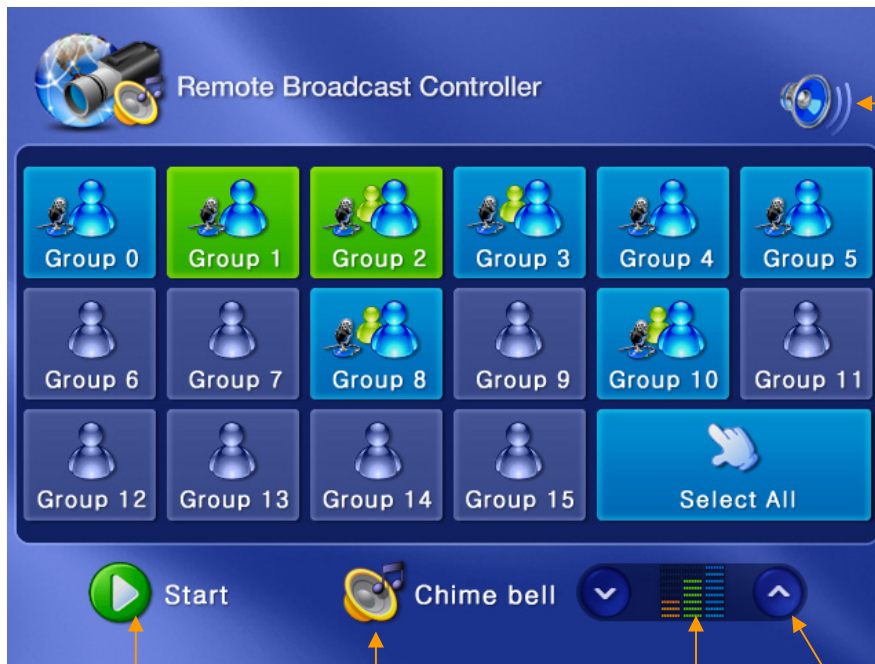 Remote Broadcast Controller
Group 0 Group 1 Group 2 Group 3 Group 4 Group 5
Group 6 Group 7 Group 8 Group 9 Group 10 Group 11
Group 12 Group 13 Group 14 Group 15 Select All
Start Chime bell